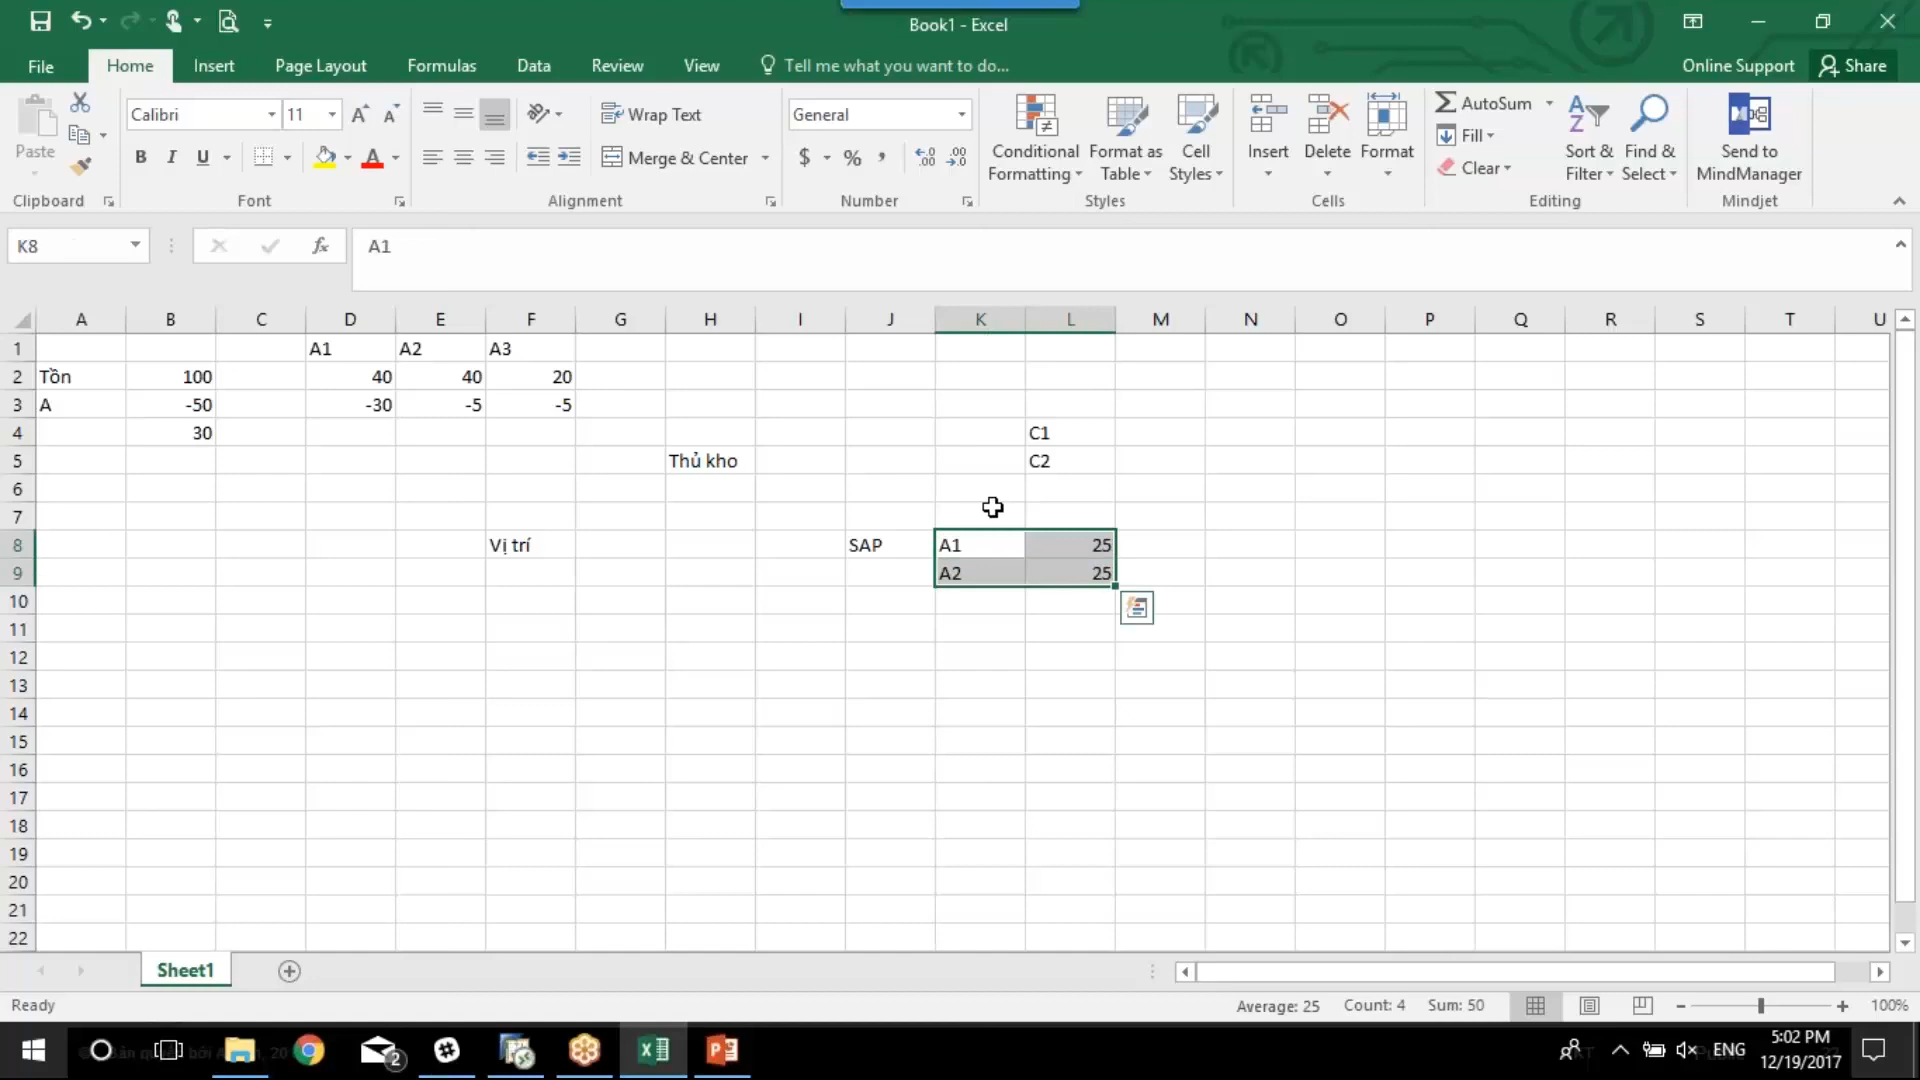 Book1 - Excel
File Home Insert Page Layout Formulas Data Review View Tell me what you want to do... Online Support Share
Calibri 11 Wrap Text General AutoSum
Fill
Paste B I U Merge & Center $ % , Conditional Formatting Format as Table Cell Styles Insert Delete Format Clear Sort & Filter Find & Select Send to MindManager
Clipboard Font Alignment Number Styles Cells Editing Mindjet
K8 fx A1
A B C D E F G H I J K L M N O P Q R S T U
1 A1 A2 A3
2 Tồn 100 40 40 20
3 A -50 -30 -5 -5
4 30 C1
5 Thủ kho C2
6
7
8 Vị trí SAP A1 25
9 A2 25
10
11
12
13
14
15
16
17
18
19
20
21
22
Sheet1
Ready Average: 25 Count: 4 Sum: 50 100%
2 ENG 5:02 PM
12/19/2017